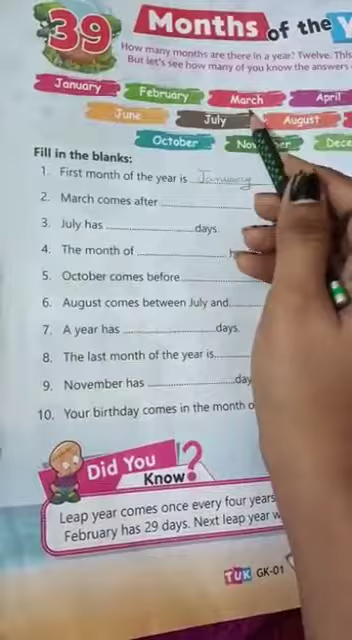 39 Months of the
How many months are there in a year? Twelve. This
But let's see how many of you know the answers
January February March April
June July August
October Dece
Fill in the blanks:
1. First month of the year is January
2. March comes after
3. July has days.
4. The month of
5. October comes before
6. August comes between July and
7. A year has days.
8. The last month of the year is
9. November has day
10. Your birthday comes in the month o
Did You
Know?
Leap year comes once every four years
February has 29 days. Next leap year w
TUK GK-01